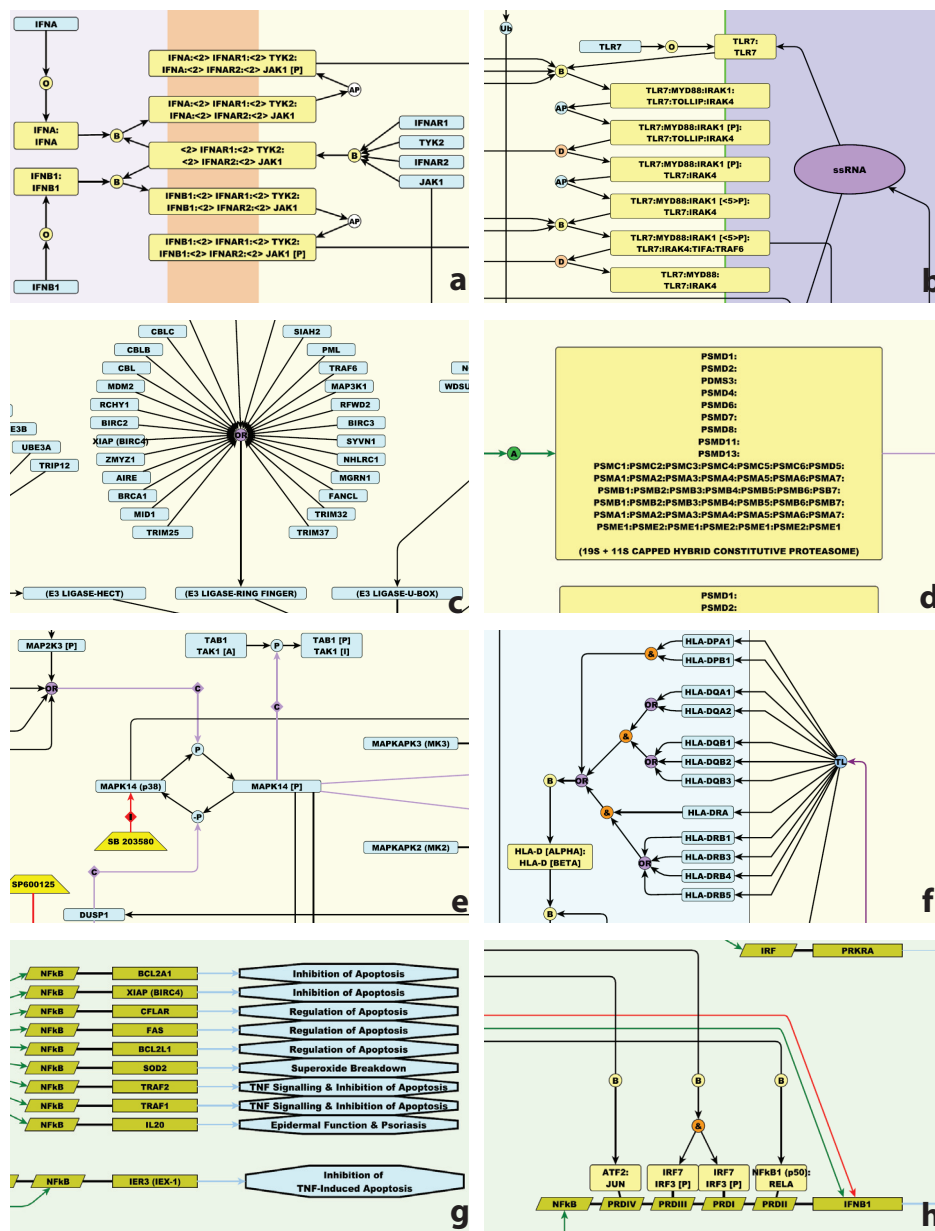 IFNA
O
IFNA:
IFNA
B
IFNA:<2> IFNAR1:<2> TYK2:
IFNA:<2> IFNAR2:<2> JAK1 [P]
AP
IFNA:<2> IFNAR1:<2> TYK2:
IFNA:<2> IFNAR2:<2> JAK1
<2> IFNAR1:<2> TYK2:
<2> IFNAR2:<2> JAK1
B
IFNAR1
TYK2
IFNAR2
JAK1
IFNB1:
IFNB1
B
IFNB1:<2> IFNAR1:<2> TYK2:
IFNB1:<2> IFNAR2:<2> JAK1
AP
IFNB1:<2> IFNAR1:<2> TYK2:
IFNB1:<2> IFNAR2:<2> JAK1 [P]
O
IFNB1
a
Ub
TLR7
O
TLR7:
TLR7
B
TLR7:MYD88:IRAK1:
TLR7:TOLLIP:IRAK4
AP
TLR7:MYD88:IRAK1 [P]:
TLR7:TOLLIP:IRAK4
D
TLR7:MYD88:IRAK1 [P]:
TLR7:IRAK4
AP
TLR7:MYD88:IRAK1 [<5>P]:
TLR7:IRAK4
B
TLR7:MYD88:IRAK1 [<5>P]:
TLR7:IRAK4:TIFA:TRAF6
D
TLR7:MYD88:
TLR7:IRAK4
ssRNA
b
CBLC
CBLB
CBL
MDM2
RCHY1
BIRC2
XIAP (BIRC4)
ZMYZ1
AIRE
BRCA1
MID1
TRIM25
OR
SIAH2
PML
TRAF6
MAP3K1
RFWD2
BIRC3
SYVN1
NHLRC1
MGRN1
FANCL
TRIM32
TRIM37
E3B
UBE3A
TRIP12
N
WDSU
(E3 LIGASE-HECT)
(E3 LIGASE-RING FINGER)
(E3 LIGASE-U-BOX)
c
A
PSMD1:
PSMD2:
PDMS3:
PSMD4:
PSMD6:
PSMD7:
PSMD8:
PSMD11:
PSMD13:
PSMC1:PSMC2:PSMC3:PSMC4:PSMC5:PSMC6:PSMD5:
PSMA1:PSMA2:PSMA3:PSMA4:PSMA5:PSMA6:PSMA7:
PSMB1:PSMB2:PSMB3:PSMB4:PSMB5:PSMB6:PSB7:
PSMB1:PSMB2:PSMB3:PSMB4:PSMB5:PSMB6:PSMB7:
PSMA1:PSMA2:PSMA3:PSMA4:PSMA5:PSMA6:PSMA7:
PSME1:PSME2:PSME1:PSME2:PSME1:PSME2:PSME1
(19S + 11S CAPPED HYBRID CONSTITUTIVE PROTEASOME)
PSMD1:
PSMD2:
d
MAP2K3 [P]
OR
C
TAB1
TAK1 [A]
P
TAB1 [P]
TAK1 [I]
C
P
MAPK14 (p38)
MAPK14 [P]
-P
I
SB 203580
C
SP600125
DUSP1
MAPKAPK3 (MK3)
MAPKAPK2 (MK2)
e
&
HLA-DPA1
HLA-DPB1
OR
HLA-DQA1
HLA-DQA2
&
OR
HLA-DQB1
HLA-DQB2
HLA-DQB3
TL
B
OR
&
HLA-DRA
HLA-D [ALPHA]:
HLA-D [BETA]
OR
HLA-DRB1
HLA-DRB3
HLA-DRB4
HLA-DRB5
B
f
NFkB BCL2A1 Inhibition of Apoptosis
NFkB XIAP (BIRC4) Inhibition of Apoptosis
NFkB CFLAR Regulation of Apoptosis
NFkB FAS Regulation of Apoptosis
NFkB BCL2L1 Regulation of Apoptosis
NFkB SOD2 Superoxide Breakdown
NFkB TRAF2 TNF Signalling & Inhibition of Apoptosis
NFkB TRAF1 TNF Signalling & Inhibition of Apoptosis
NFkB IL20 Epidermal Function & Psoriasis
NFkB IER3 (IEX-1) Inhibition of
TNF-Induced Apoptosis
g
IRF PRKRA
B
B
B
&
ATF2:
JUN
IRF7
IRF3 [P]
IRF7
IRF3 [P]
NFkB1 (p50):
RELA
NFkB PRDIV PRDIII PRDI PRDII IFNB1
h